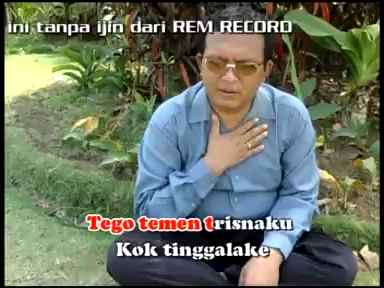 ini tanpa ijin dari REM RECORD
Tego temen trisnaku
Kok tinggalake